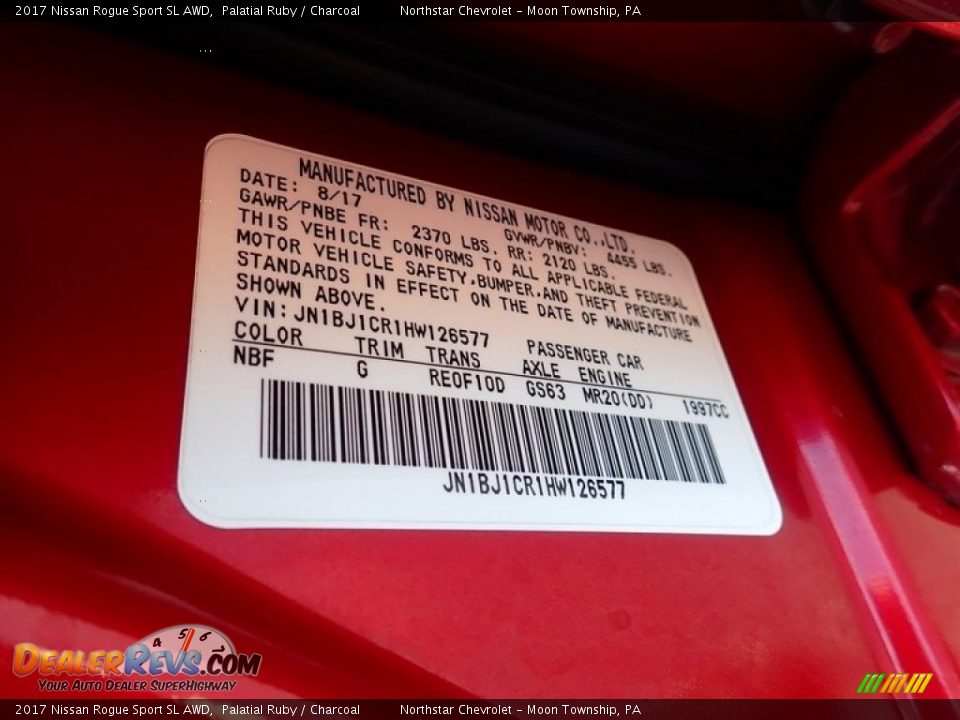 2017 Nissan Rogue Sport SL AWD, Palatial Ruby / Charcoal Northstar Chevrolet - Moon Township, PA
MANUFACTURED BY NISSAN MOTOR CO.,LTD.
DATE: 8/17 GVWR/PNBV: 4455 LBS.
GAWR/PNBE FR: 2370 LBS. RR: 2120 LBS.
THIS VEHICLE CONFORMS TO ALL APPLICABLE FEDERAL
MOTOR VEHICLE SAFETY,BUMPER,AND THEFT PREVENTION
STANDARDS IN EFFECT ON THE DATE OF MANUFACTURE
SHOWN ABOVE.
VIN:JN1BJ1CR1HW126577 PASSENGER CAR
COLOR TRIM TRANS AXLE ENGINE
NBF G RE0F10D GS63 MR20(DD) 1997CC
JN1BJ1CR1HW126577
4 5 6
DEALERREVS.COM
YOUR AUTO DEALER SUPERHIGHWAY
2017 Nissan Rogue Sport SL AWD, Palatial Ruby / Charcoal Northstar Chevrolet - Moon Township, PA